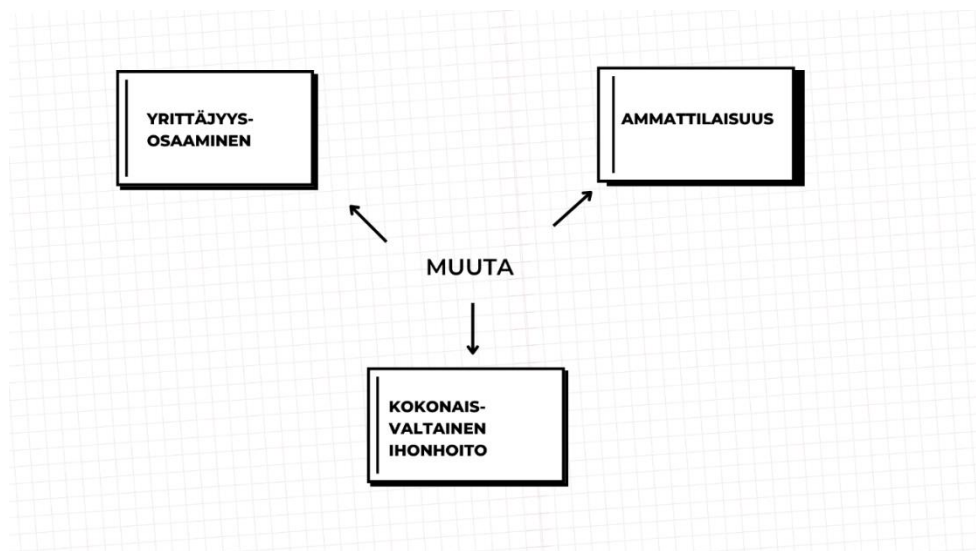 YRITTÄJYYS-
OSAAMINEN
AMMATTILAISUUS
MUUTA
KOKONAIS-
VALTAINEN
IHONHOITO